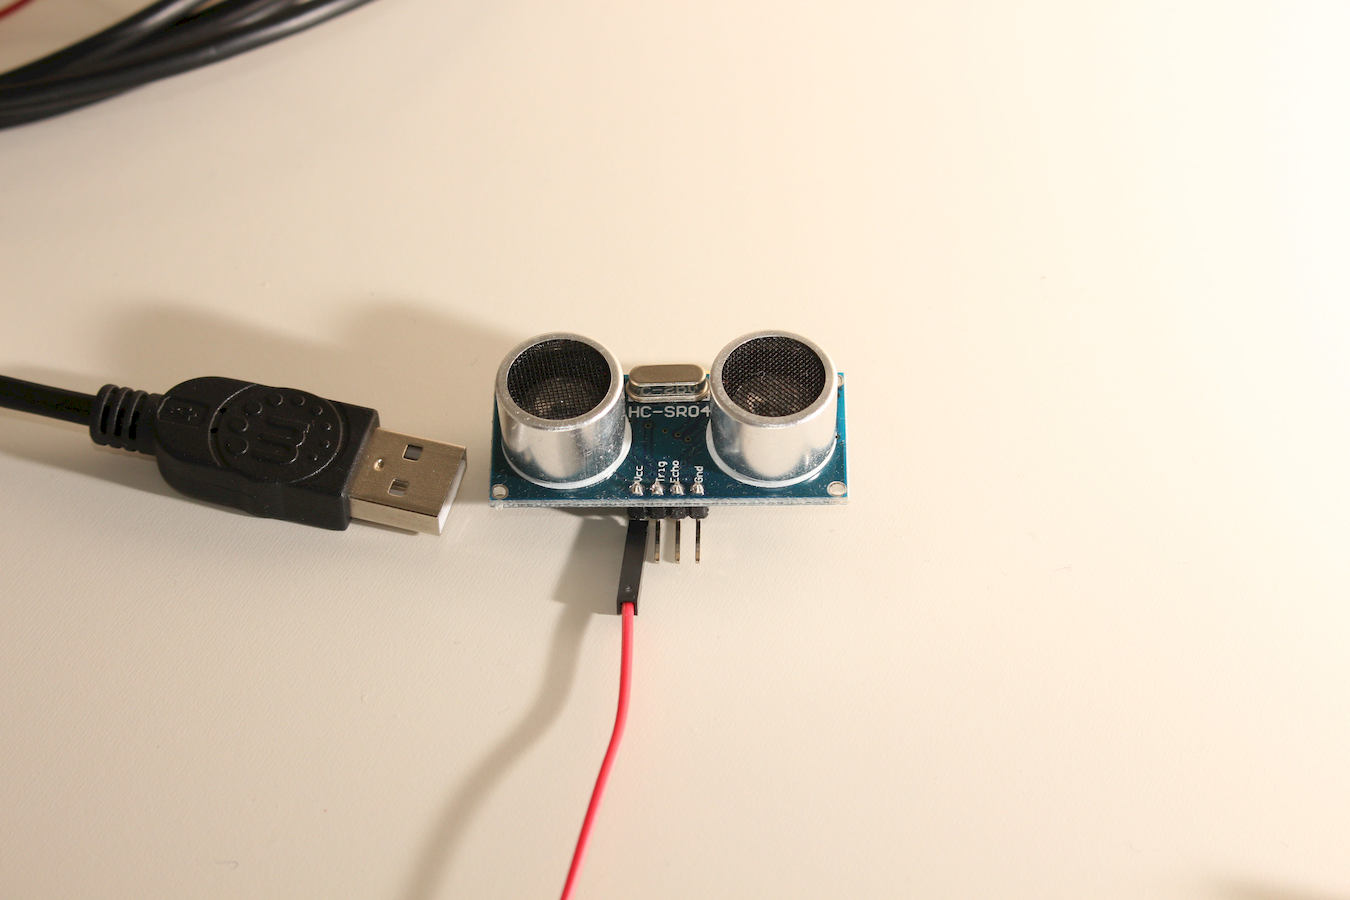 HC-SR04
Vcc
Trig
Echo
Gnd